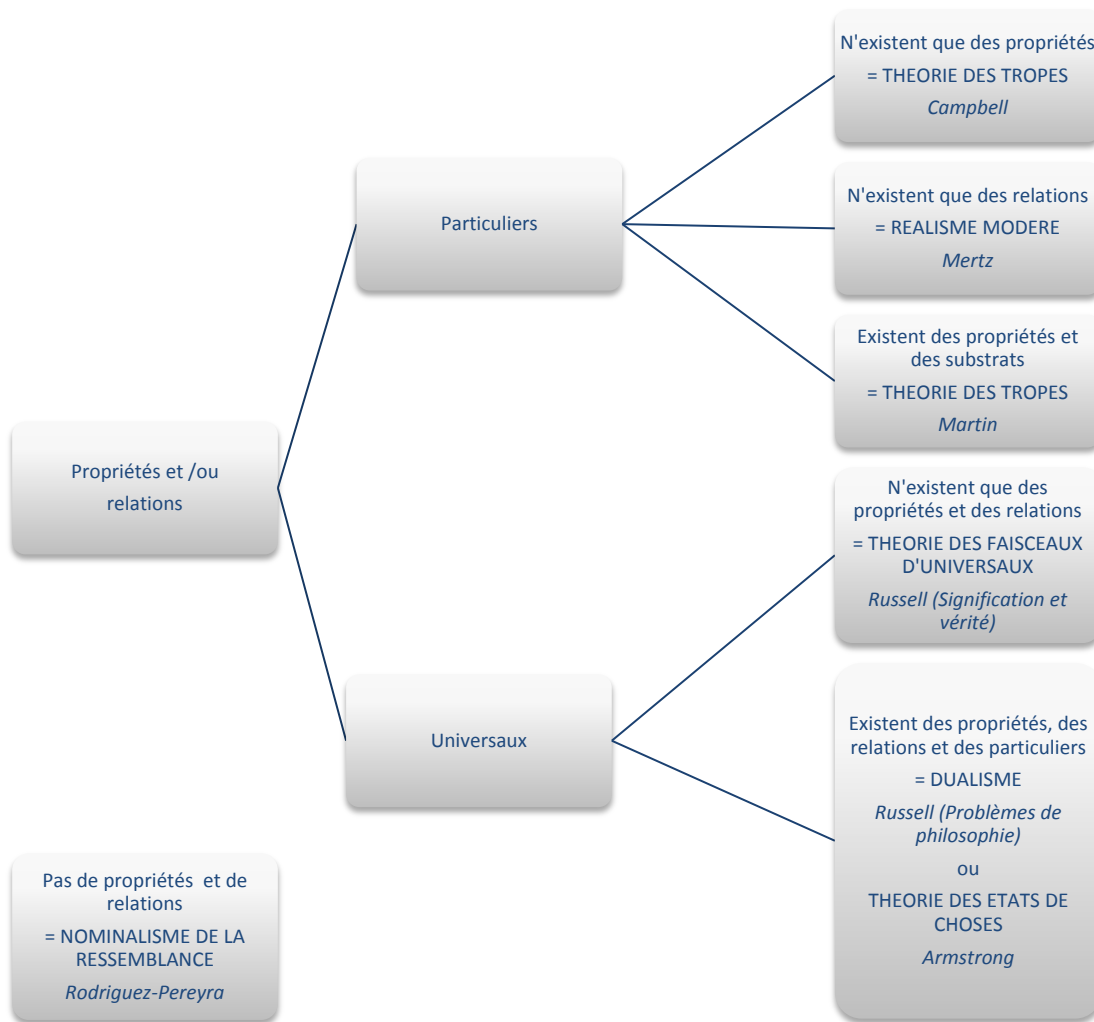 N'existent que des propriétés
= THEORIE DES TROPES
Campbell
Particuliers
N'existent que des relations
= REALISME MODERE
Mertz
Existent des propriétés et
des substrats
= THEORIE DES TROPES
Martin
Propriétés et /ou
relations
N'existent que des
propriétés et des relations
= THEORIE DES FAISCEAUX
D'UNIVERSAUX
Russell (Signification et
vérité)
Universaux
Existent des propriétés, des
relations et des particuliers
= DUALISME
Russell (Problèmes de
philosophie)
ou
THEORIE DES ETATS DE
CHOSES
Armstrong
Pas de propriétés et de
relations
= NOMINALISME DE LA
RESSEMBLANCE
Rodriguez-Pereyra